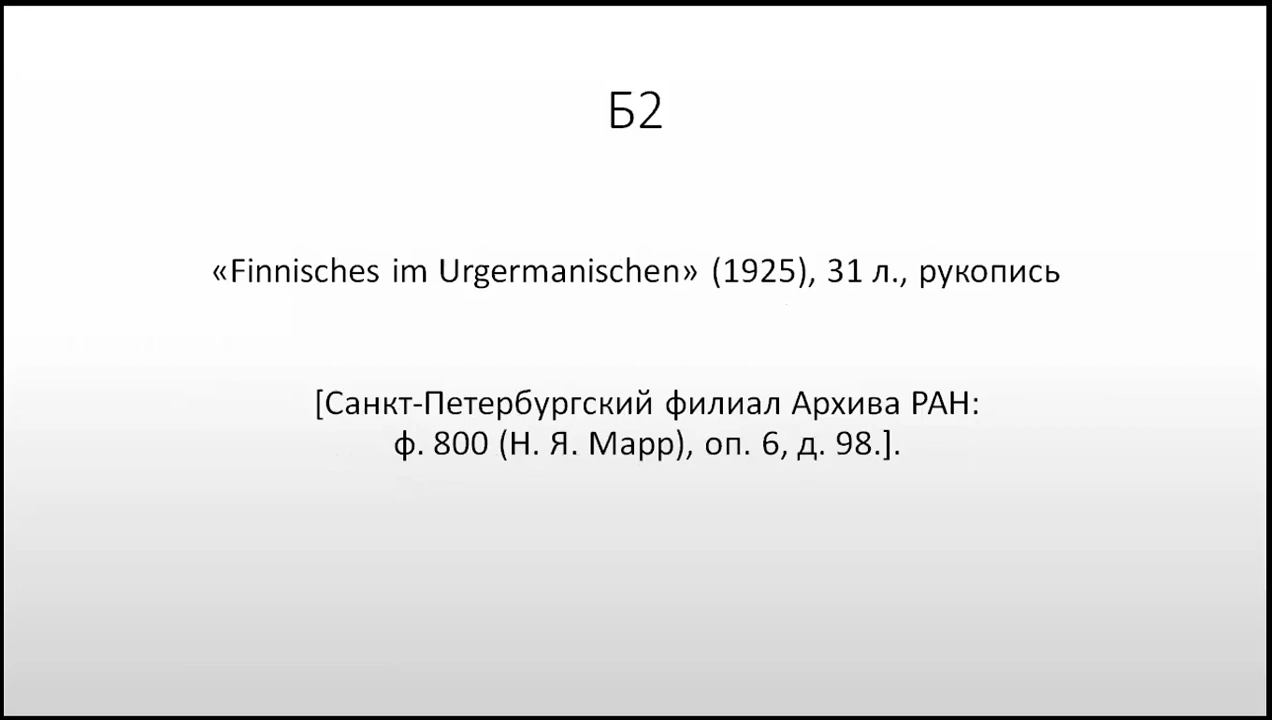 Б2
«Finnisches im Urgermanischen» (1925), 31 л., рукопись
[Санкт-Петербургский филиал Архива РАН:
ф. 800 (Н. Я. Марр), оп. 6, д. 98.].